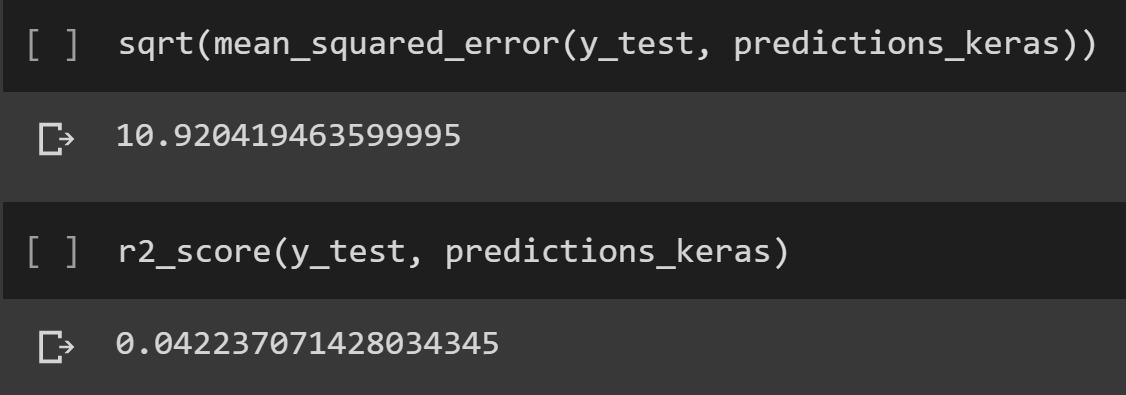 [ ] sqrt(mean_squared_error(y_test, predictions_keras))
10.920419463599995
[ ] r2_score(y_test, predictions_keras)
0.042237071428034345